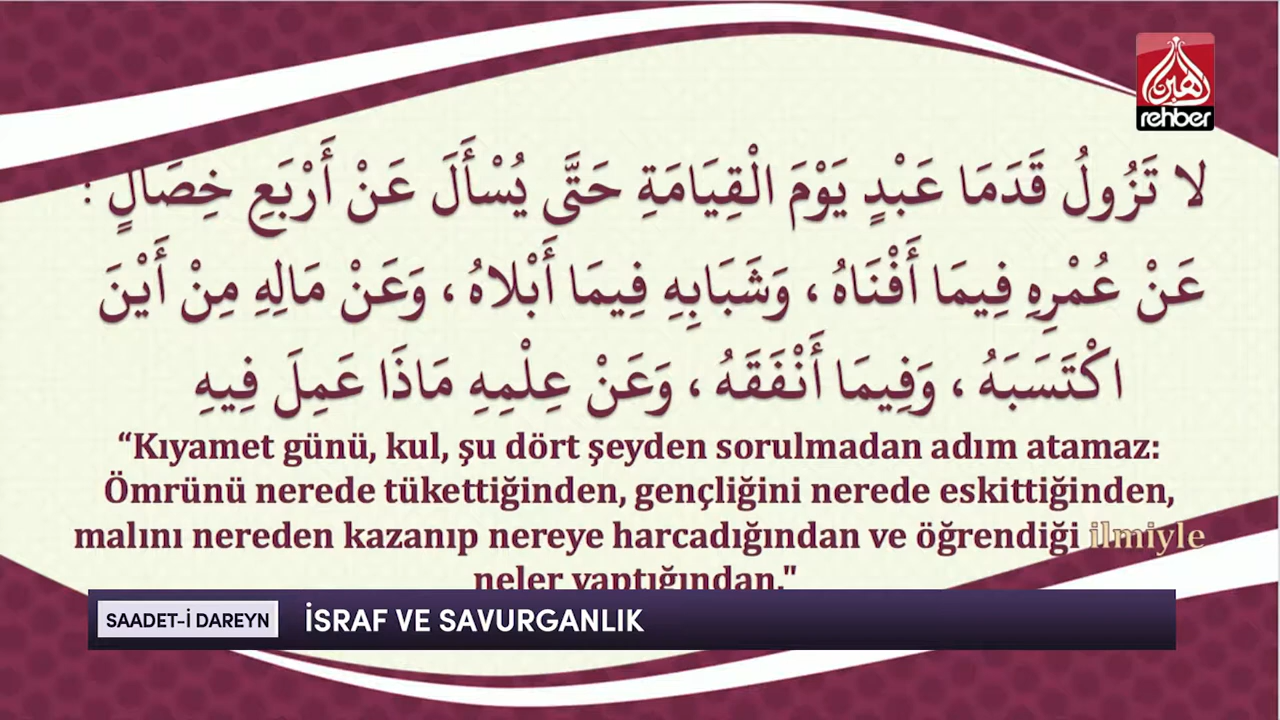 رهبر
rehber
لا تَزُولُ قَدَمَا عَبْدٍ يَوْمَ الْقِيَامَةِ حَتَّى يُسْأَلَ عَنْ أَرْبَعِ خِصَالٍ :
عَنْ عُمْرِهِ فِيمَا أَفْنَاهُ ، وَشَبَابِهِ فِيمَا أَبْلاهُ ، وَعَنْ مَالِهِ مِنْ أَيْنَ
اكْتَسَبَهُ ، وَفِيمَا أَنْفَقَهُ ، وَعَنْ عِلْمِهِ مَاذَا عَمِلَ فِيهِ
“Kıyamet günü, kul, şu dört şeyden sorulmadan adım atamaz:
Ömrünü nerede tükettiğinden, gençliğini nerede eskittiğinden,
malını nereden kazanıp nereye harcadığından ve öğrendiği ilmiyle
neler yaptığından."
SAADET-İ DAREYN
İSRAF VE SAVURGANLIK